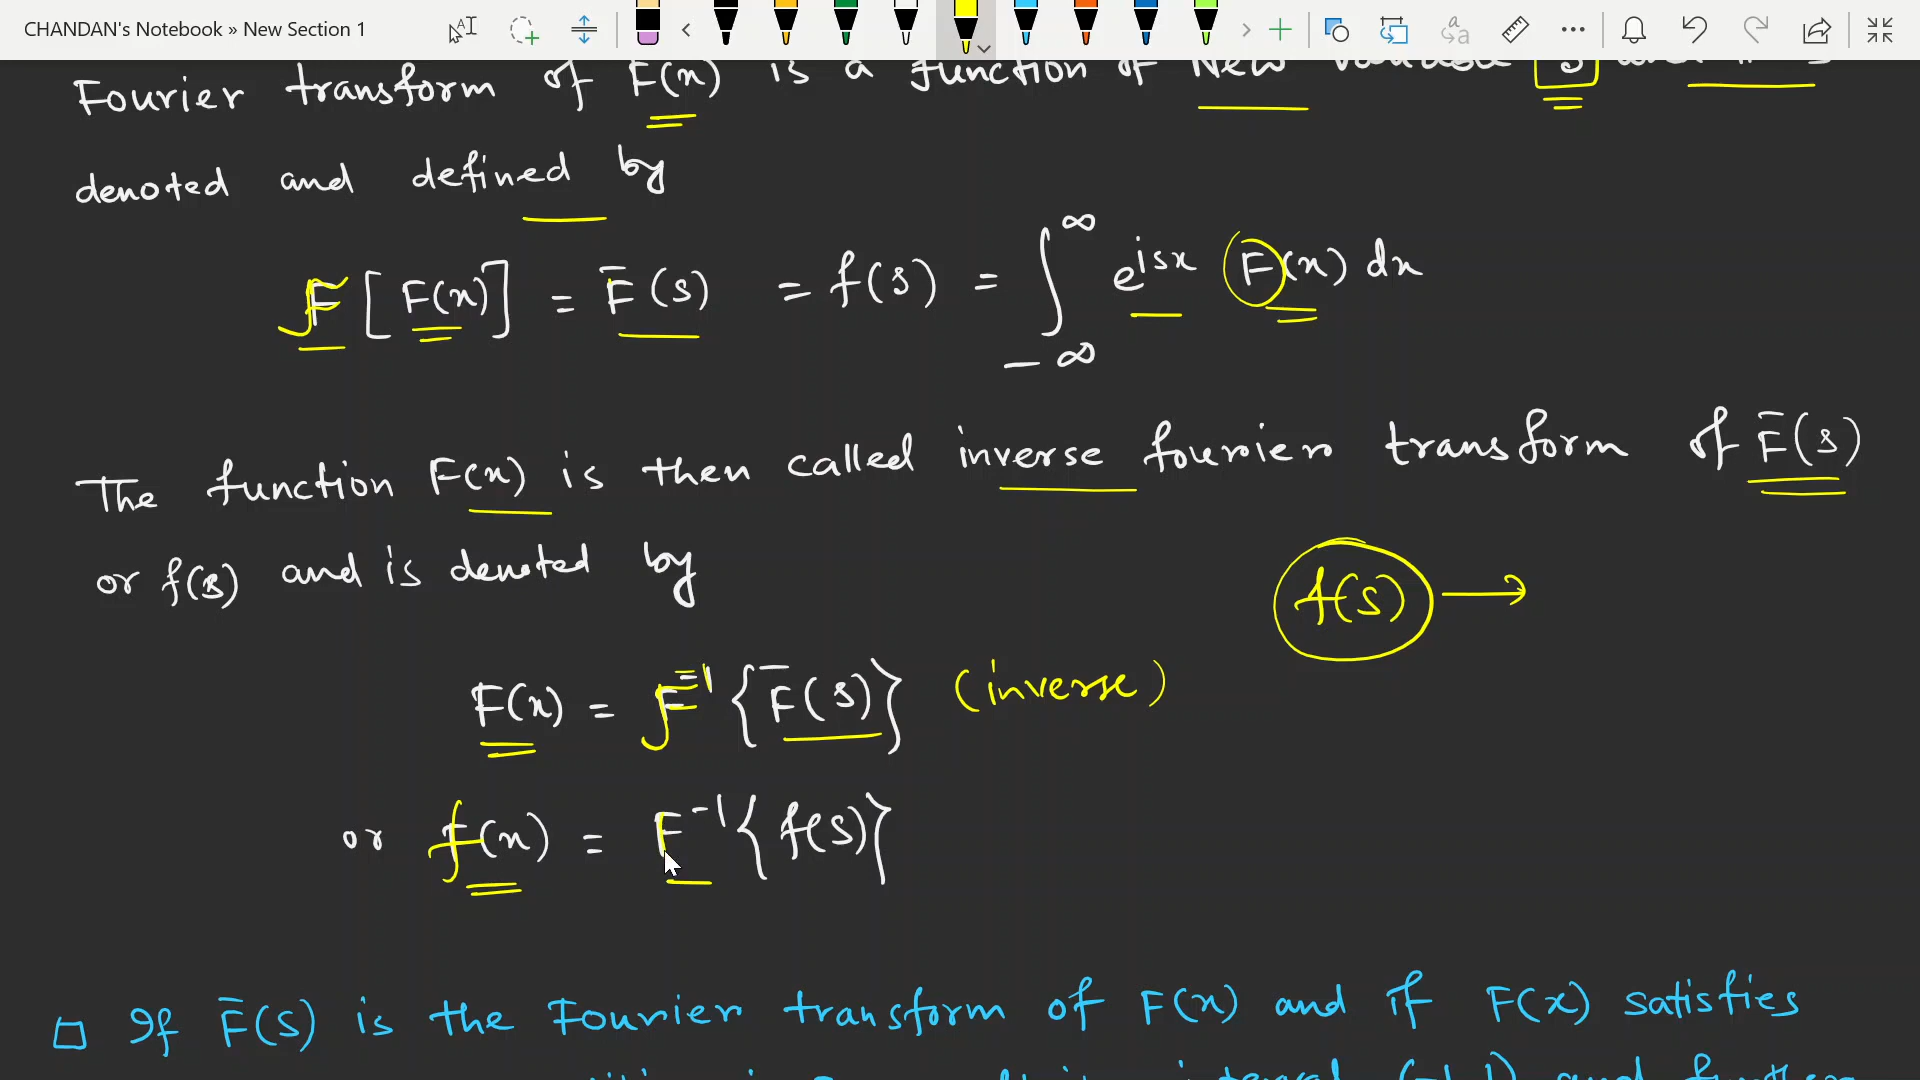 CHANDAN's Notebook » New Section 1
Fourier transform of F(x) is a function of New s
denoted and defined by
F [F(x)] = F̄(s) = f(s) = ∫_{-∞}^{∞} e^{isx} F(x) dx
The function F(x) is then called inverse fourier transform of F̄(s)
or f(s) and is denoted by
f(s) →
F(x) = F⁻¹ {F̄(s)} (inverse)
or f(x) = F⁻¹ {f(s)}
□ If F̄(s) is the Fourier transform of F(x) and if F(x) satisfies